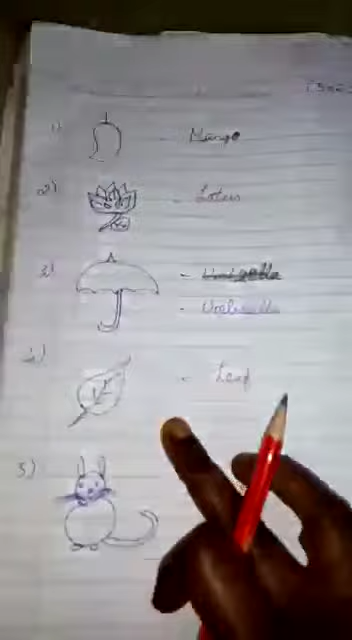 1) - Mango
2) - Lotus
3) -
- Umbrella
4) - Leaf
5)